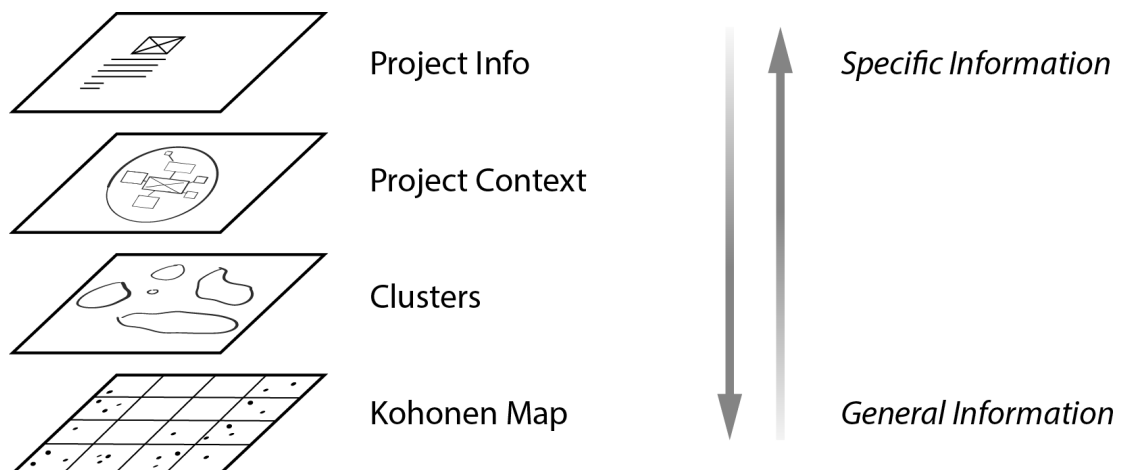 Project Info
Specific Information
Project Context
Clusters
Kohonen Map
General Information